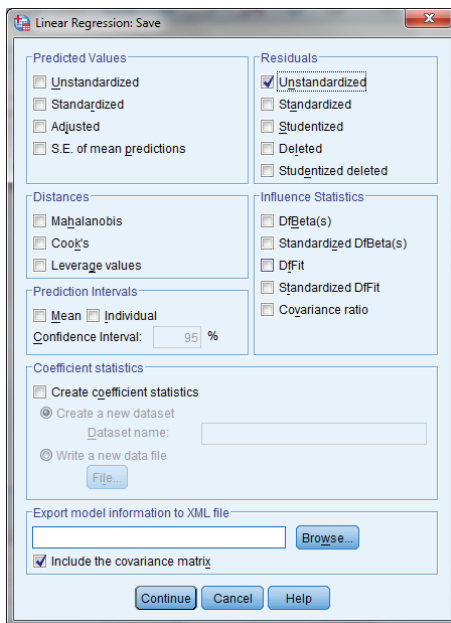 Linear Regression: Save
Predicted Values
Unstandardized
Standardized
Adjusted
S.E. of mean predictions
Residuals
Unstandardized
Standardized
Studentized
Deleted
Studentized deleted
Distances
Mahalanobis
Cook's
Leverage values
Influence Statistics
DfBeta(s)
Standardized DfBeta(s)
DfFit
Standardized DfFit
Covariance ratio
Prediction Intervals
Mean Individual
Confidence Interval: 95 %
Coefficient statistics
Create coefficient statistics
Create a new dataset
Dataset name:
Write a new data file
File...
Export model information to XML file
Browse...
Include the covariance matrix
Continue Cancel Help